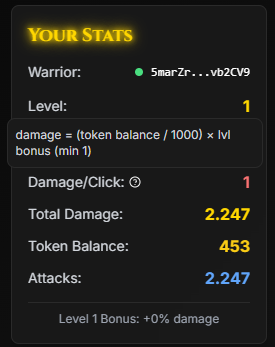 Your Stats
Warrior: 5marZr...vb2CV9
Level: 1
damage = (token balance / 1000) × lvl
bonus (min 1)
Damage/Click: ? 1
Total Damage: 2.247
Token Balance: 453
Attacks: 2.247
Level 1 Bonus: +0% damage